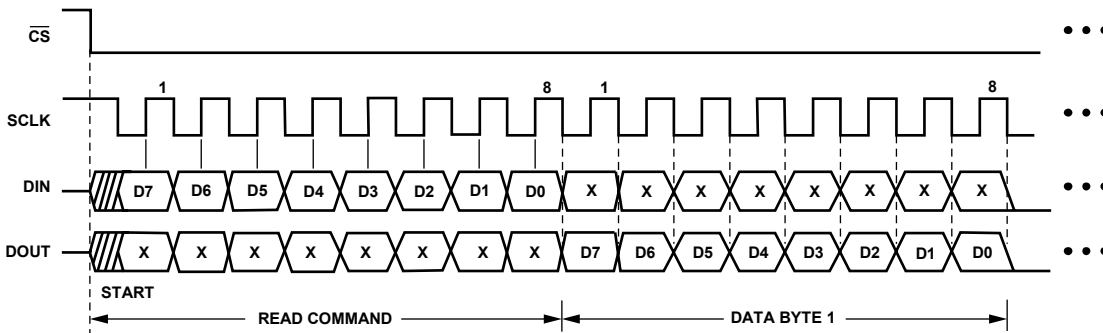 CS
1 8 1 8
SCLK
DIN D7 D6 D5 D4 D3 D2 D1 D0 X X X X X X X X
DOUT X X X X X X X X D7 D6 D5 D4 D3 D2 D1 D0
START
READ COMMAND DATA BYTE 1